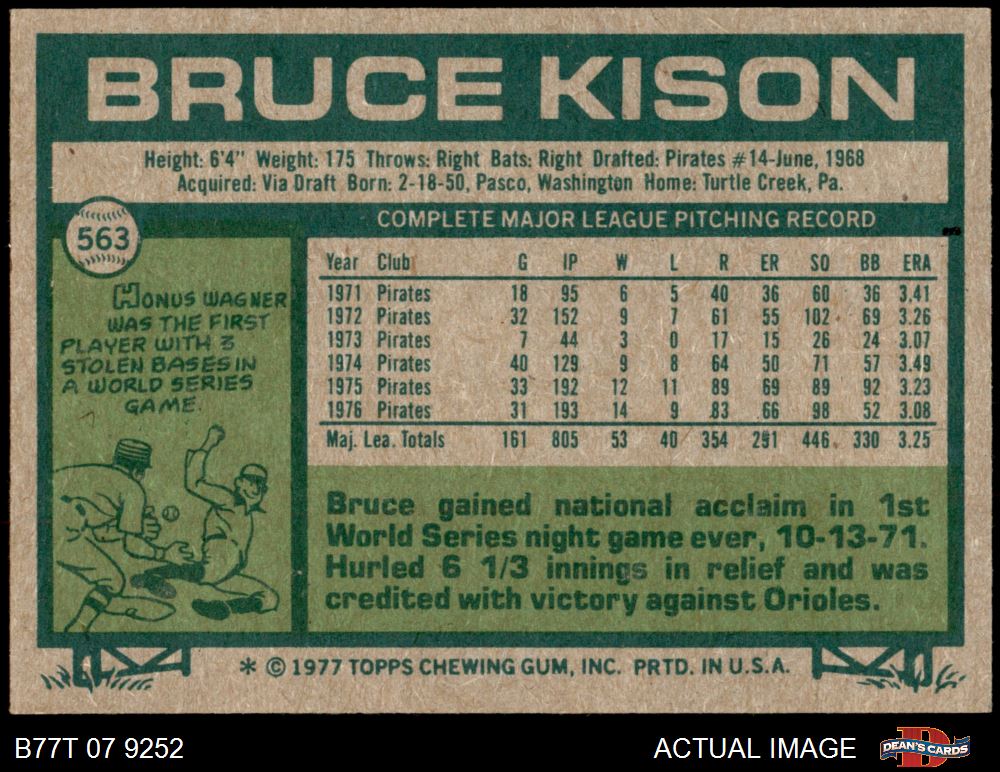 BRUCE KISON
Height: 6'4" Weight: 175 Throws: Right Bats: Right Drafted: Pirates #14-June, 1968
Acquired: Via Draft Born: 2-18-50, Pasco, Washington Home: Turtle Creek, Pa.
563
COMPLETE MAJOR LEAGUE PITCHING RECORD
HONUS WAGNER
WAS THE FIRST
PLAYER WITH 3
STOLEN BASES IN
A WORLD SERIES
GAME.
Year Club G IP W L R ER SO BB ERA
1971 Pirates 18 95 6 5 40 36 60 36 3.41
1972 Pirates 32 152 9 7 61 55 102 69 3.26
1973 Pirates 7 44 3 0 17 15 26 24 3.07
1974 Pirates 40 129 9 8 64 50 71 57 3.49
1975 Pirates 33 192 12 11 89 69 89 92 3.23
1976 Pirates 31 193 14 9 83 66 98 52 3.08
Maj. Lea. Totals 161 805 53 40 354 291 446 330 3.25
Bruce gained national acclaim in 1st
World Series night game ever, 10-13-71.
Hurled 6 1/3 innings in relief and was
credited with victory against Orioles.
* © 1977 TOPPS CHEWING GUM, INC. PRTD. IN U.S.A.
B77T 07 9252
ACTUAL IMAGE
DEAN'S CARDS